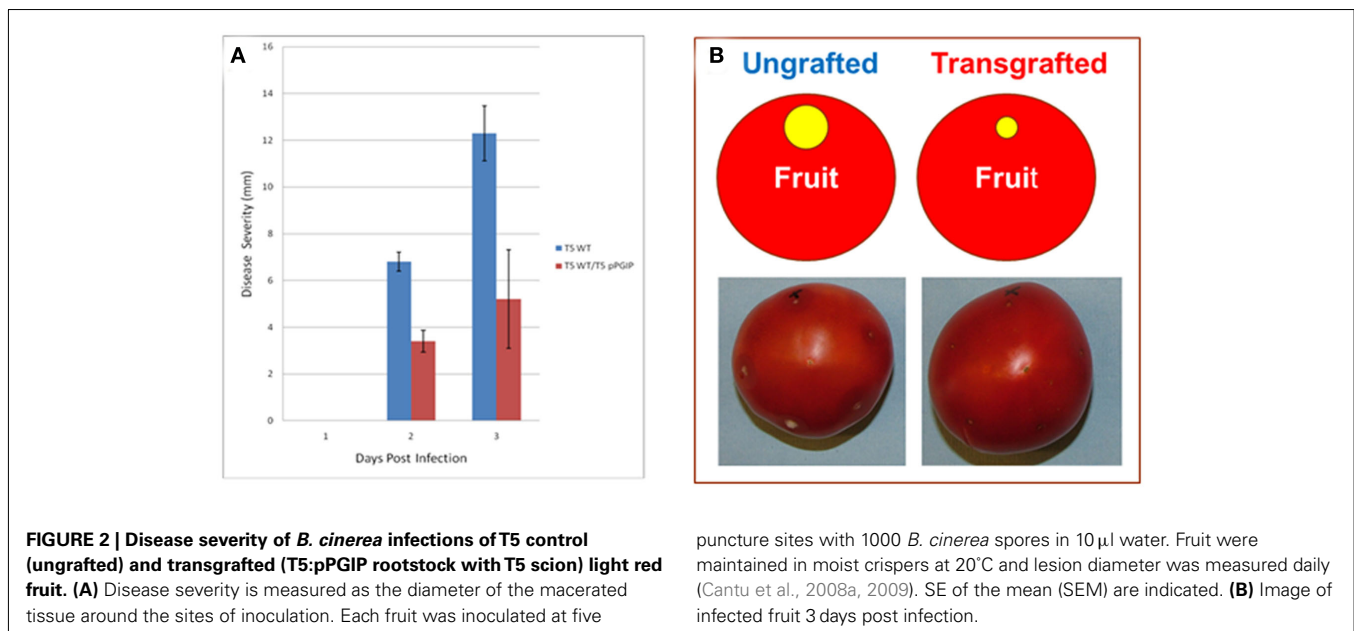 A
16
14
12
10
8
6
4
2
0
Disease Severity (mm)
1
2
3
Days Post Infection
T5 WT
T5 WT/T5 pPGIP
B
Ungrafted
Transgrafted
Fruit
Fruit
FIGURE 2 | Disease severity of B. cinerea infections of T5 control
(ungrafted) and transgrafted (T5:pPGIP rootstock with T5 scion) light red
fruit. (A) Disease severity is measured as the diameter of the macerated
tissue around the sites of inoculation. Each fruit was inoculated at five
puncture sites with 1000 B. cinerea spores in 10 μl water. Fruit were
maintained in moist crispers at 20°C and lesion diameter was measured daily
(Cantu et al., 2008a, 2009). SE of the mean (SEM) are indicated. (B) Image of
infected fruit 3 days post infection.